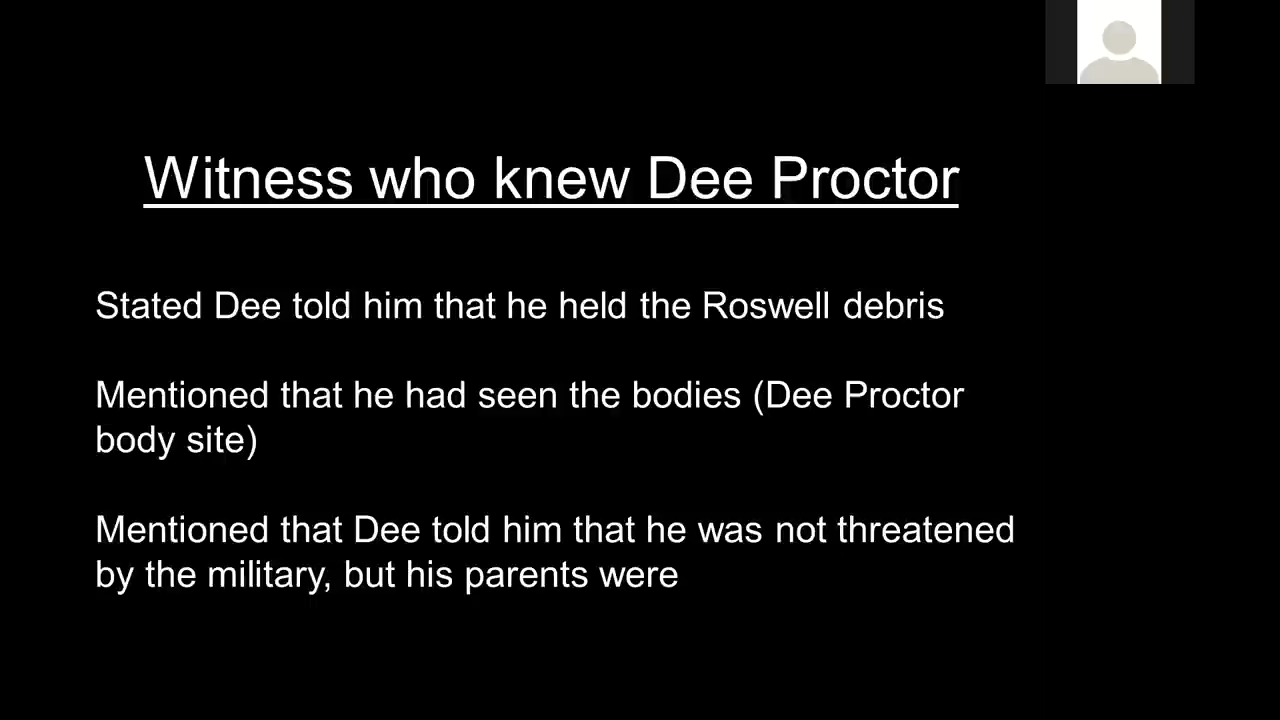 Witness who knew Dee Proctor
Stated Dee told him that he held the Roswell debris
Mentioned that he had seen the bodies (Dee Proctor
body site)
Mentioned that Dee told him that he was not threatened
by the military, but his parents were